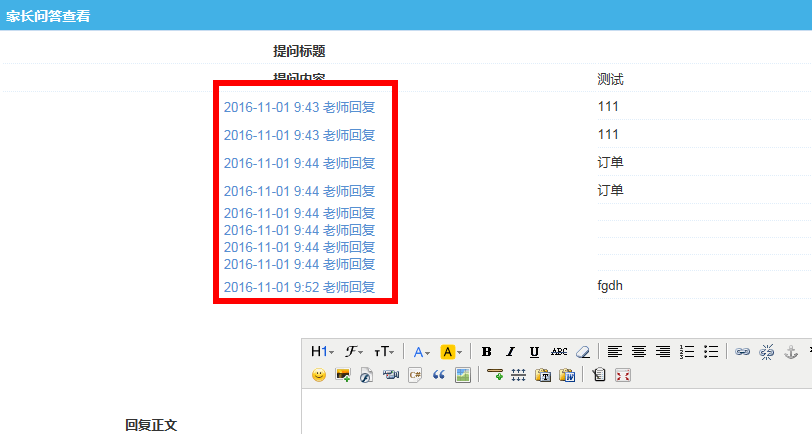 家长问答查看
提问标题
提问内容 测试
2016-11-01 9:43 老师回复 111
2016-11-01 9:43 老师回复 111
2016-11-01 9:44 老师回复 订单
2016-11-01 9:44 老师回复 订单
2016-11-01 9:44 老师回复
2016-11-01 9:44 老师回复
2016-11-01 9:44 老师回复
2016-11-01 9:44 老师回复
2016-11-01 9:52 老师回复 fgdh
H1 F TT A A B I U ABC
C#
回复正文